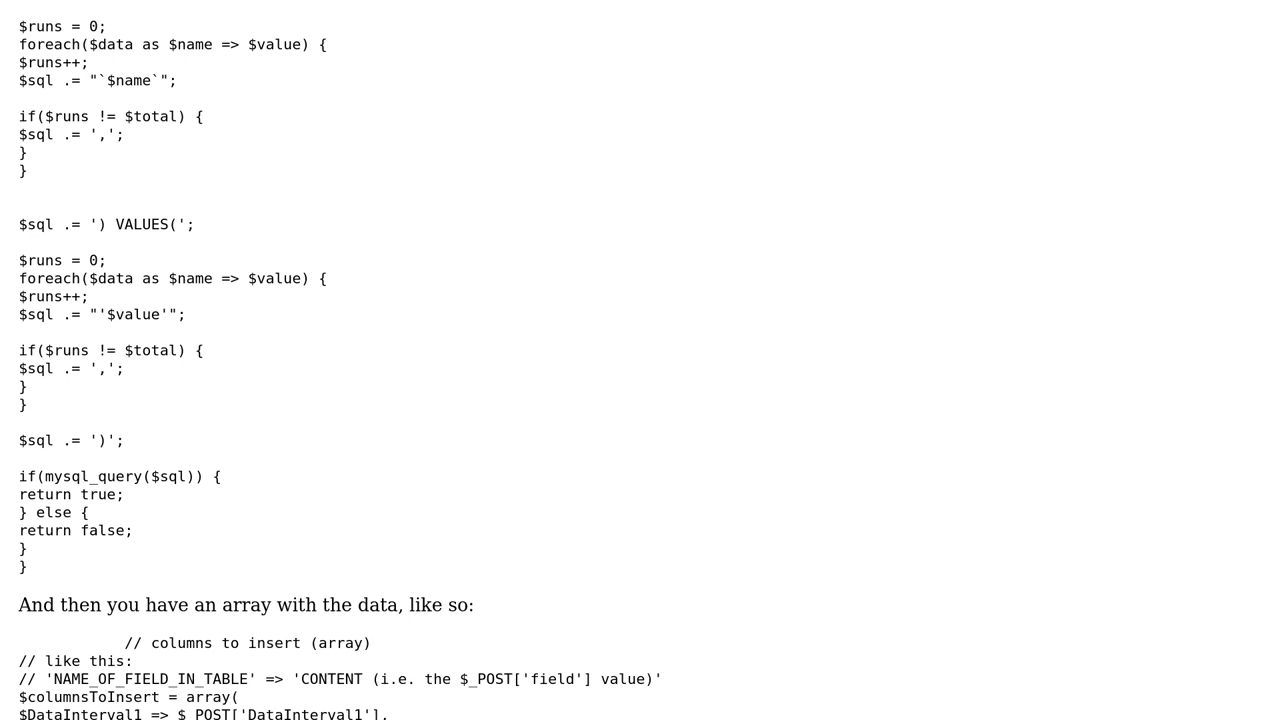 $runs = 0;
foreach($data as $name => $value) {
$runs++;
$sql .= "`$name`";
if($runs != $total) {
$sql .= ',';
}
}
$sql .= ') VALUES(';
$runs = 0;
foreach($data as $name => $value) {
$runs++;
$sql .= "'$value'";
if($runs != $total) {
$sql .= ',';
}
}
$sql .= ')';
if(mysql_query($sql)) {
return true;
} else {
return false;
}
}
And then you have an array with the data, like so:
// columns to insert (array)
// like this:
// 'NAME_OF_FIELD_IN_TABLE' => 'CONTENT (i.e. the $_POST['field'] value)'
$columnsToInsert = array(
$DataInterval1 => $_POST['DataInterval1'],